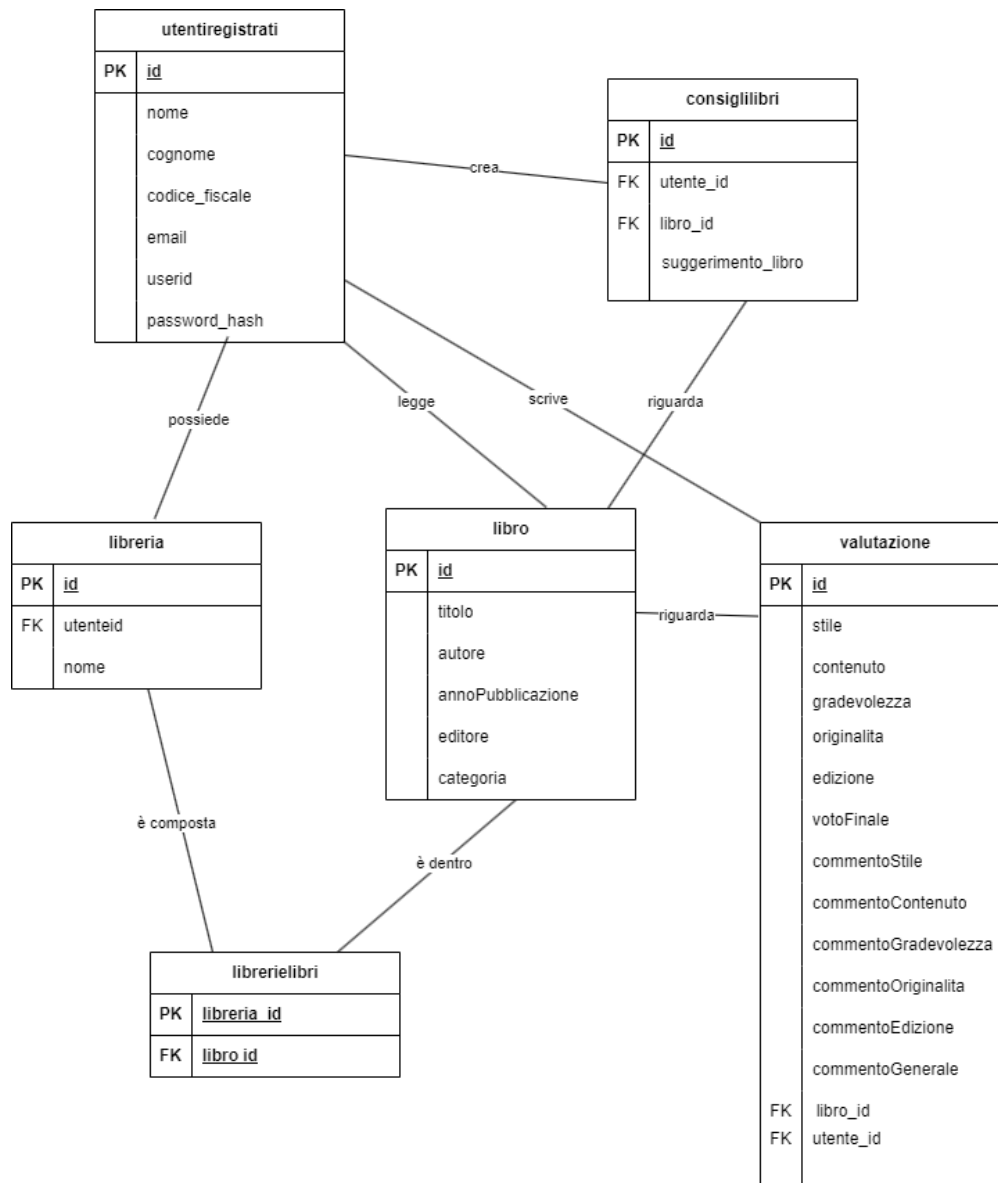 utentiregistrati
PK id
nome
cognome
codice_fiscale
email
userid
password_hash
consiglilibri
PK id
FK utente_id
FK libro_id
suggerimento_libro
crea
possiede
legge
scrive
riguarda
libreria
PK id
FK utenteid
nome
libro
PK id
titolo
autore
annoPubblicazione
editore
categoria
riguarda
valutazione
PK id
stile
contenuto
gradevolezza
originalita
edizione
votoFinale
commentoStile
commentoContenuto
commentoGradevolezza
commentoOriginalita
commentoEdizione
commentoGenerale
FK libro_id
FK utente_id
è composta
è dentro
librerielibri
PK libreria_id
FK libro id